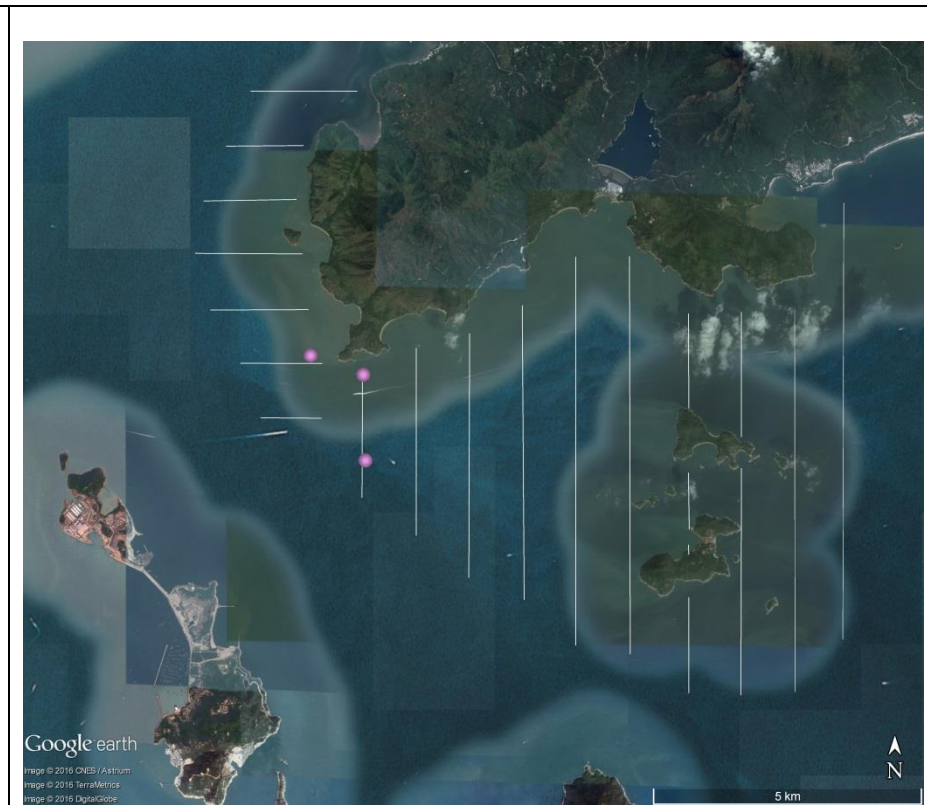 Google earth
Image © 2016 CNES / Astrium
Image © 2016 TerraMetrics
Image © 2016 DigitalGlobe
N
5 km